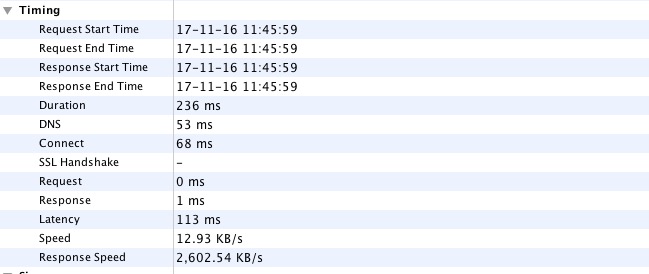 Timing
Request Start Time 17-11-16 11:45:59
Request End Time 17-11-16 11:45:59
Response Start Time 17-11-16 11:45:59
Response End Time 17-11-16 11:45:59
Duration 236 ms
DNS 53 ms
Connect 68 ms
SSL Handshake -
Request 0 ms
Response 1 ms
Latency 113 ms
Speed 12.93 KB/s
Response Speed 2,602.54 KB/s